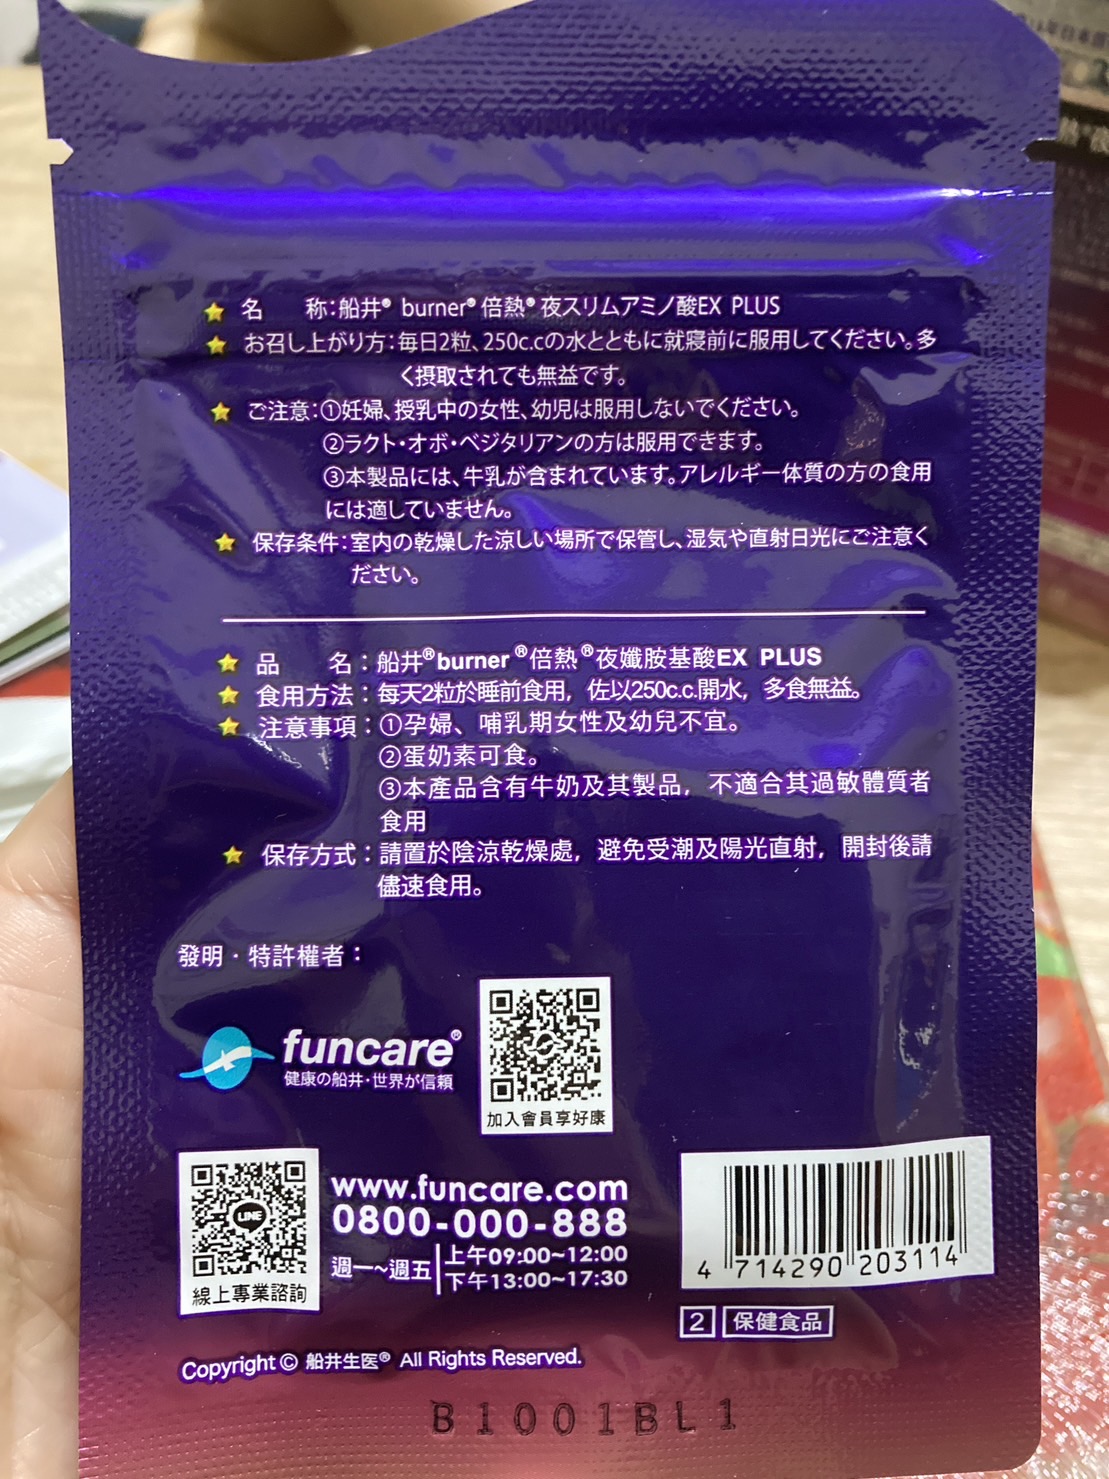 名 称：船井® burner® 倍熱® 夜スリムアミノ酸EX PLUS
お召し上がり方：毎日2粒、250c.cの水とともに就寝前に服用してください。多
く摂取されても無益です。
ご注意：①妊婦、授乳中の女性、幼児は服用しないでください。
②ラクト・オボ・ベジタリアンの方は服用できます。
③本製品には、牛乳が含まれています。アレルギー体質の方の食用
には適していません。
保存条件：室内の乾燥した涼しい場所で保管し、湿気や直射日光にご注意く
ださい。
品 名：船井®burner®倍熱®夜孅胺基酸EX PLUS
食用方法：每天2粒於睡前食用，佐以250c.c.開水，多食無益。
注意事項：①孕婦、哺乳期女性及幼兒不宜。
②蛋奶素可食。
③本產品含有牛奶及其製品，不適合其過敏體質者
食用
保存方式：請置於陰涼乾燥處，避免受潮及陽光直射，開封後請
儘速食用。
發明・特許權者：
funcare®
健康の船井・世界が信頼
加入會員享好康
LINE
線上專業諮詢
www.funcare.com
0800-000-888
週一~週五 上午09:00~12:00
下午13:00~17:30
4 714290 203114
2 保健食品
Copyright © 船井生医® All Rights Reserved.
B1001BL1